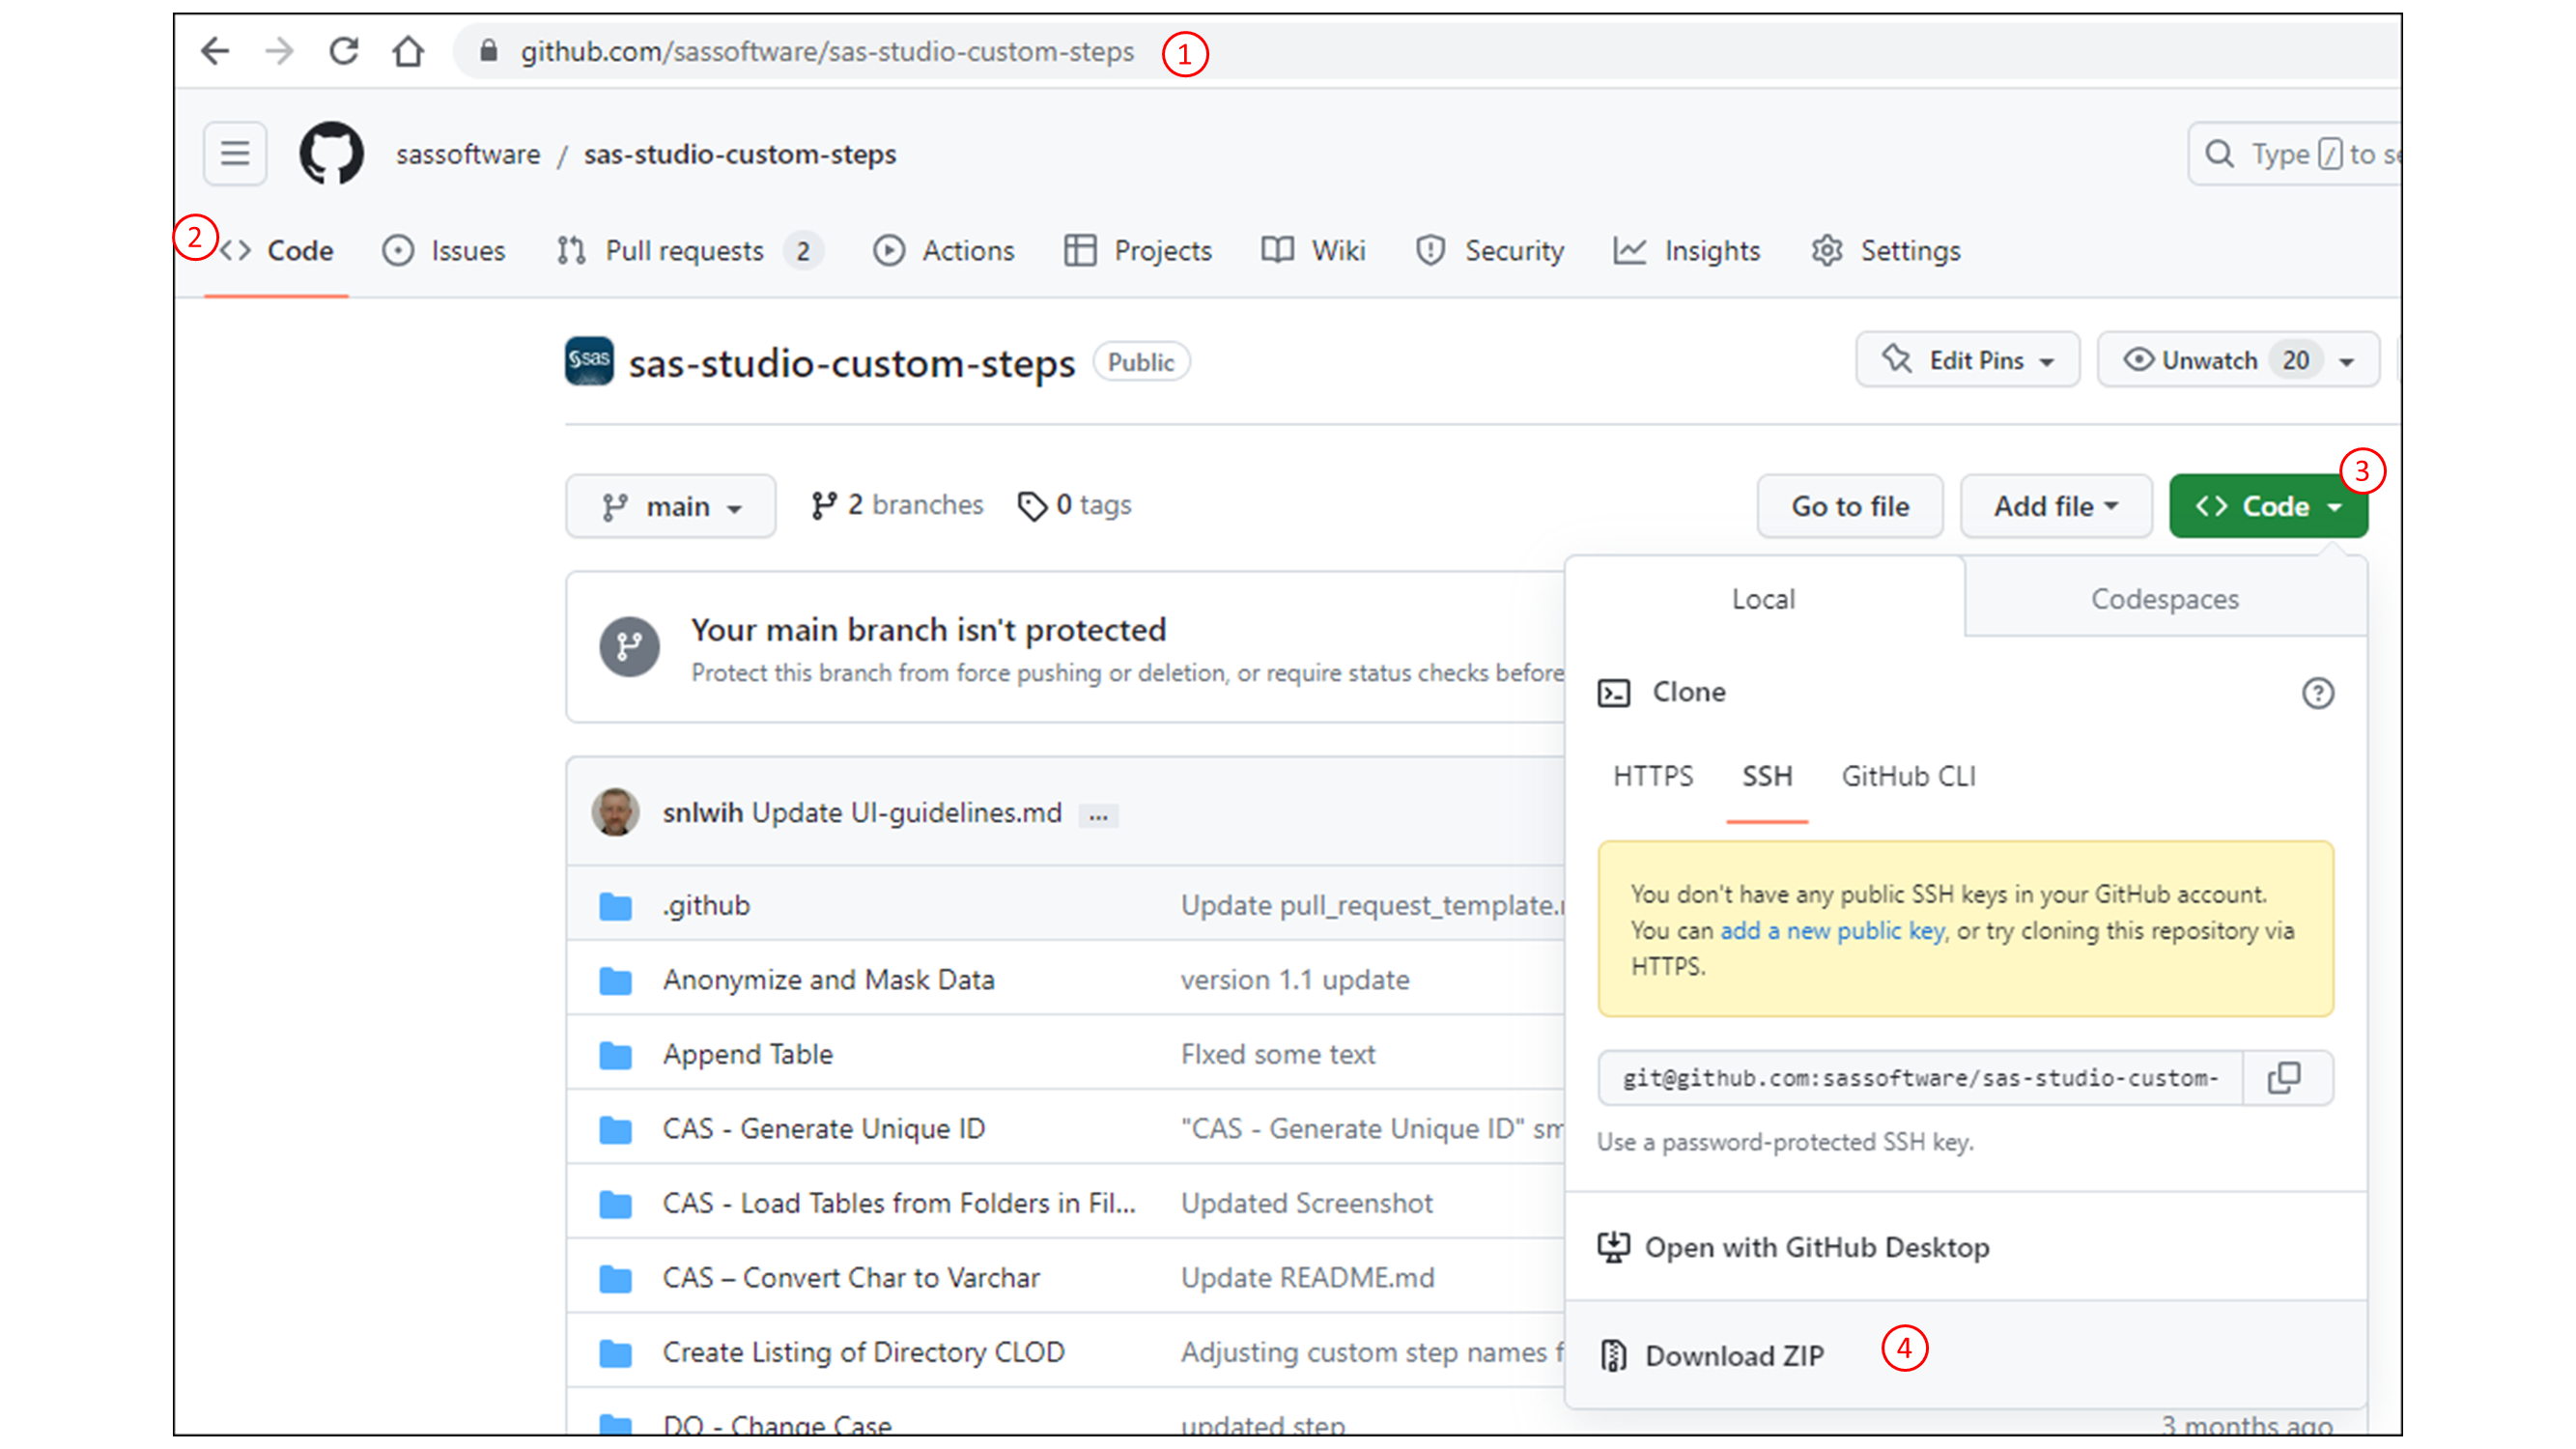 github.com/sassoftware/sas-studio-custom-steps 1
sassoftware / sas-studio-custom-steps
Type / to se
2 <> Code Issues Pull requests 2 Actions Projects Wiki Security Insights Settings
Ssas sas-studio-custom-steps Public
Edit Pins Unwatch 20
main 2 branches 0 tags
Go to file Add file <> Code 3
Local Codespaces
Your main branch isn't protected
Protect this branch from force pushing or deletion, or require status checks before
Clone
HTTPS SSH GitHub CLI
snlwih Update UI-guidelines.md ...
You don't have any public SSH keys in your GitHub account.
You can add a new public key, or try cloning this repository via
HTTPS.
.github Update pull_request_template.
Anonymize and Mask Data version 1.1 update
Append Table FIxed some text
git@github.com:sassoftware/sas-studio-custom-
CAS - Generate Unique ID "CAS - Generate Unique ID" sm
Use a password-protected SSH key.
CAS - Load Tables from Folders in Fil... Updated Screenshot
Open with GitHub Desktop
CAS – Convert Char to Varchar Update README.md
Create Listing of Directory CLOD Adjusting custom step names f
Download ZIP 4
DQ - Change Case updated step 3 months ago